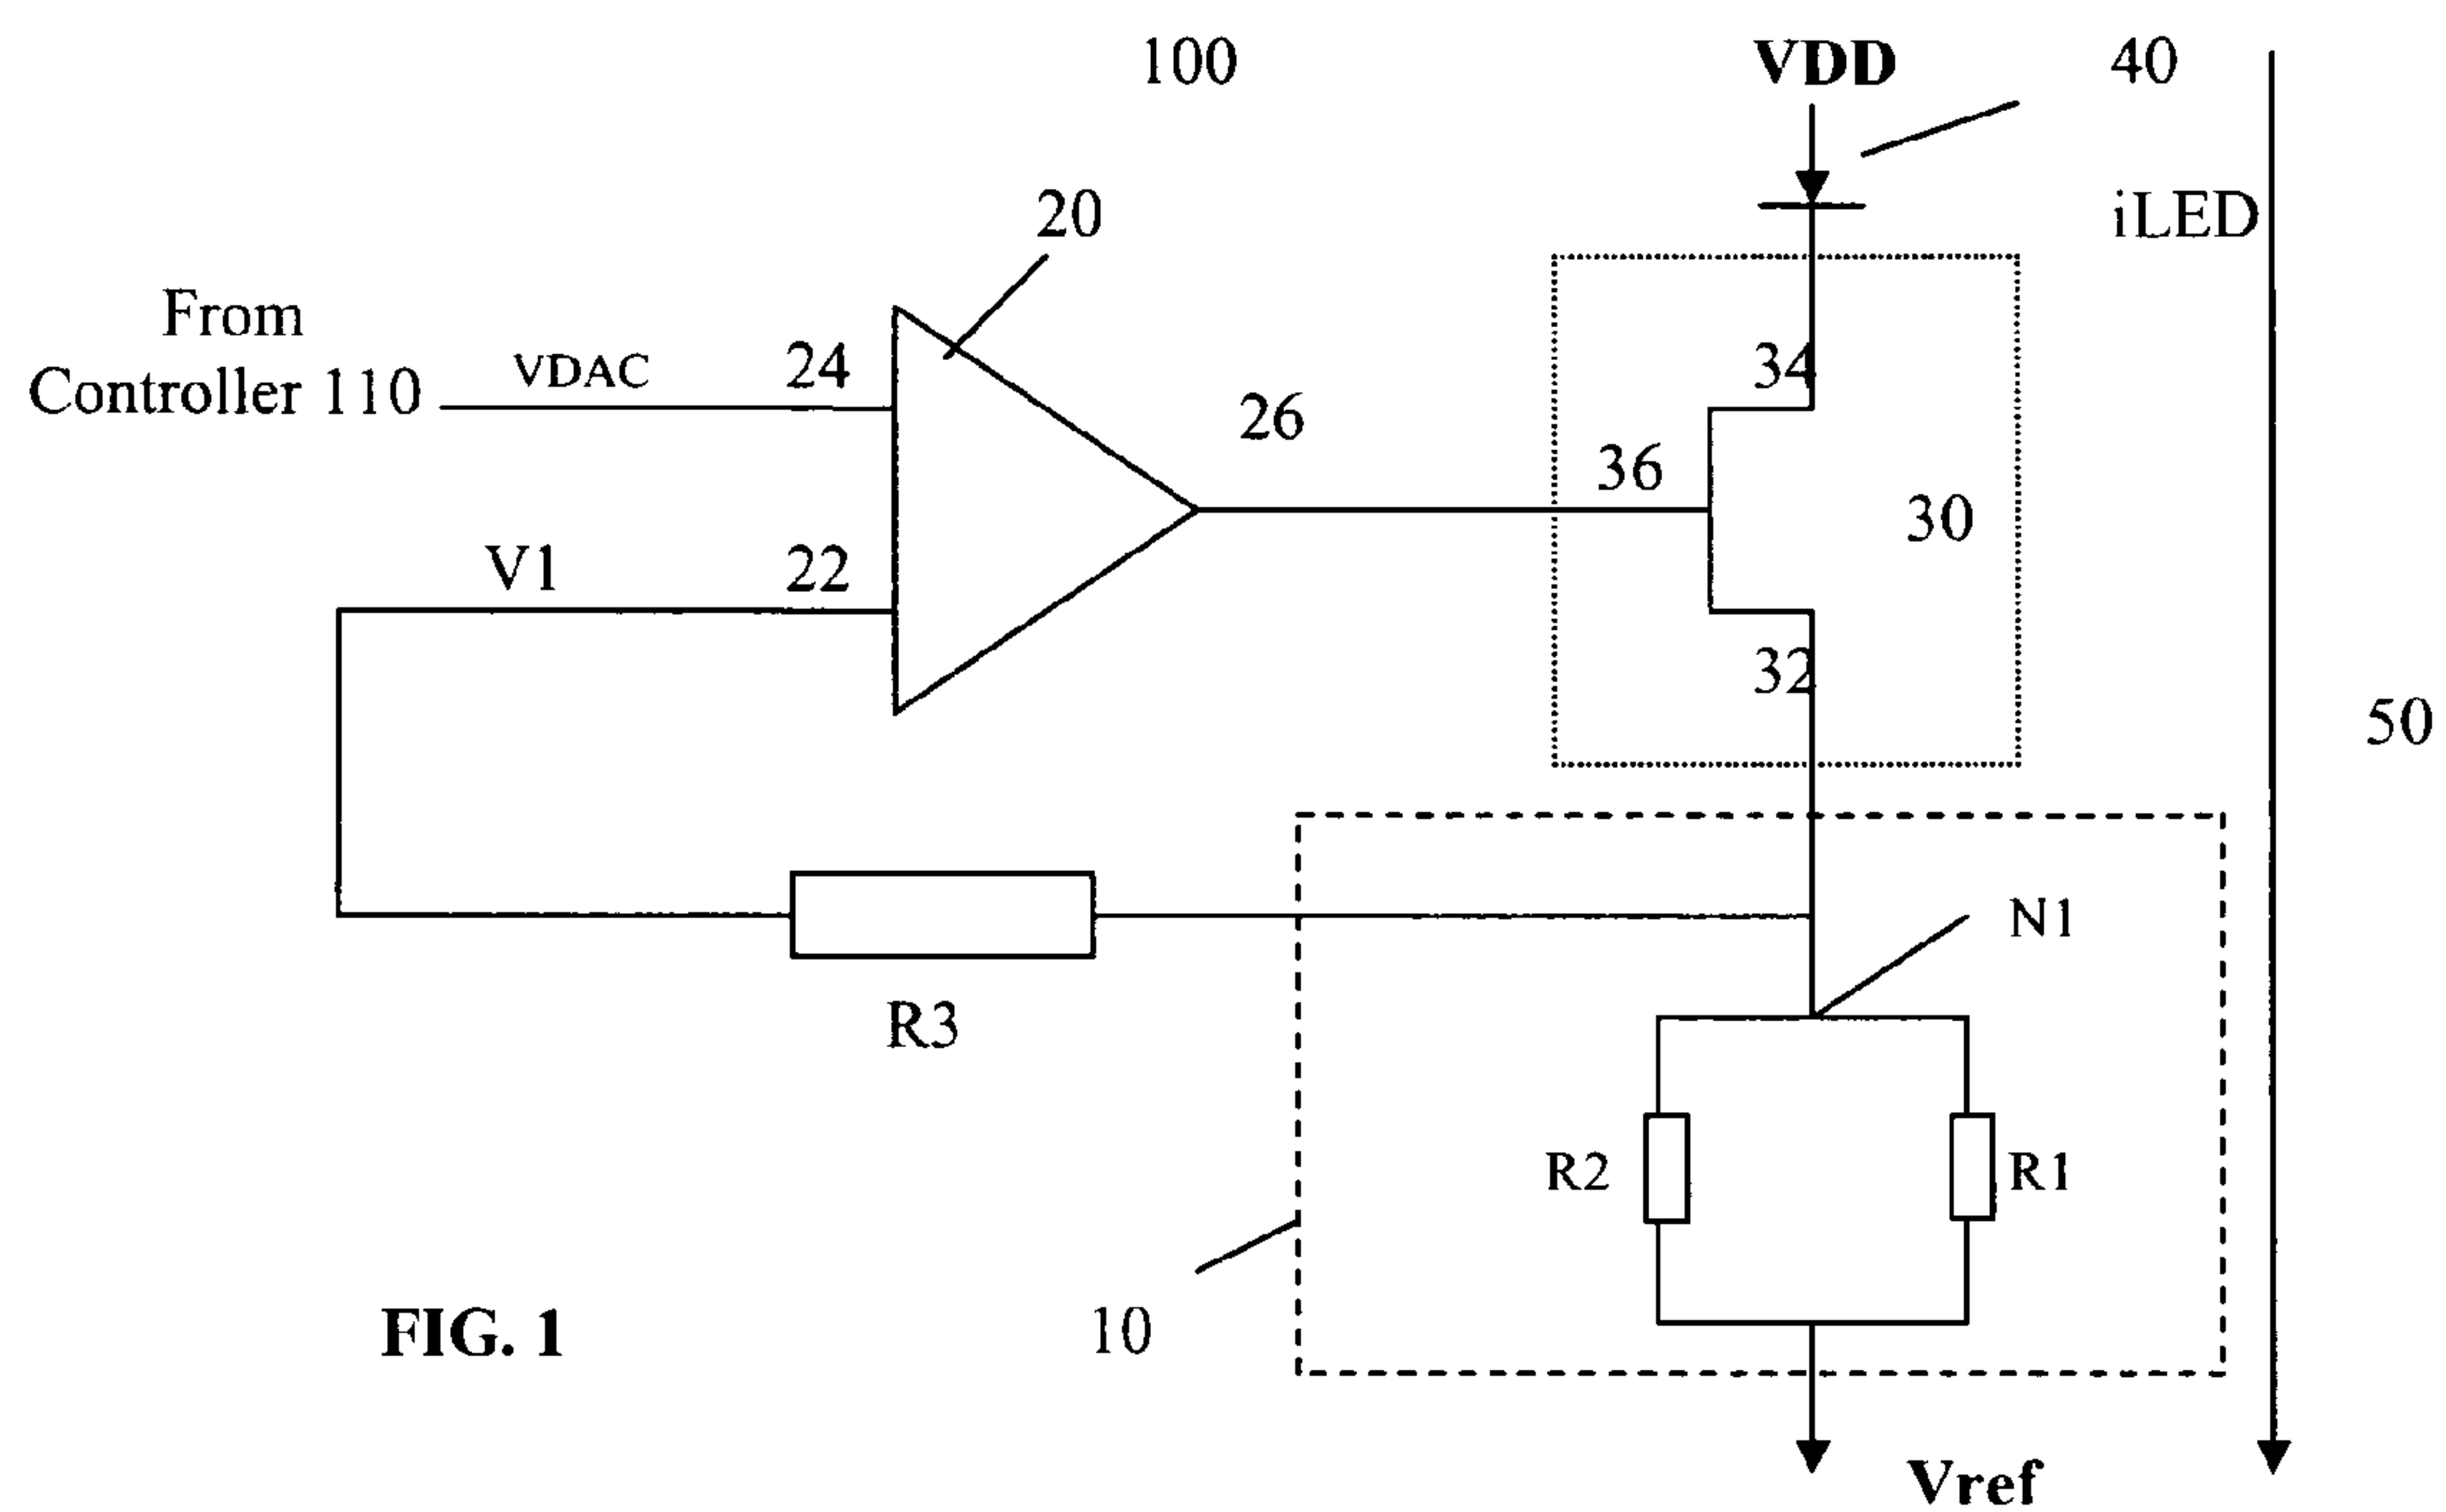 100
VDD
40
20
iLED
From
Controller 110
VDAC
24
26
34
36
30
V1
22
32
50
N1
R3
R2
R1
10
FIG. 1
Vref